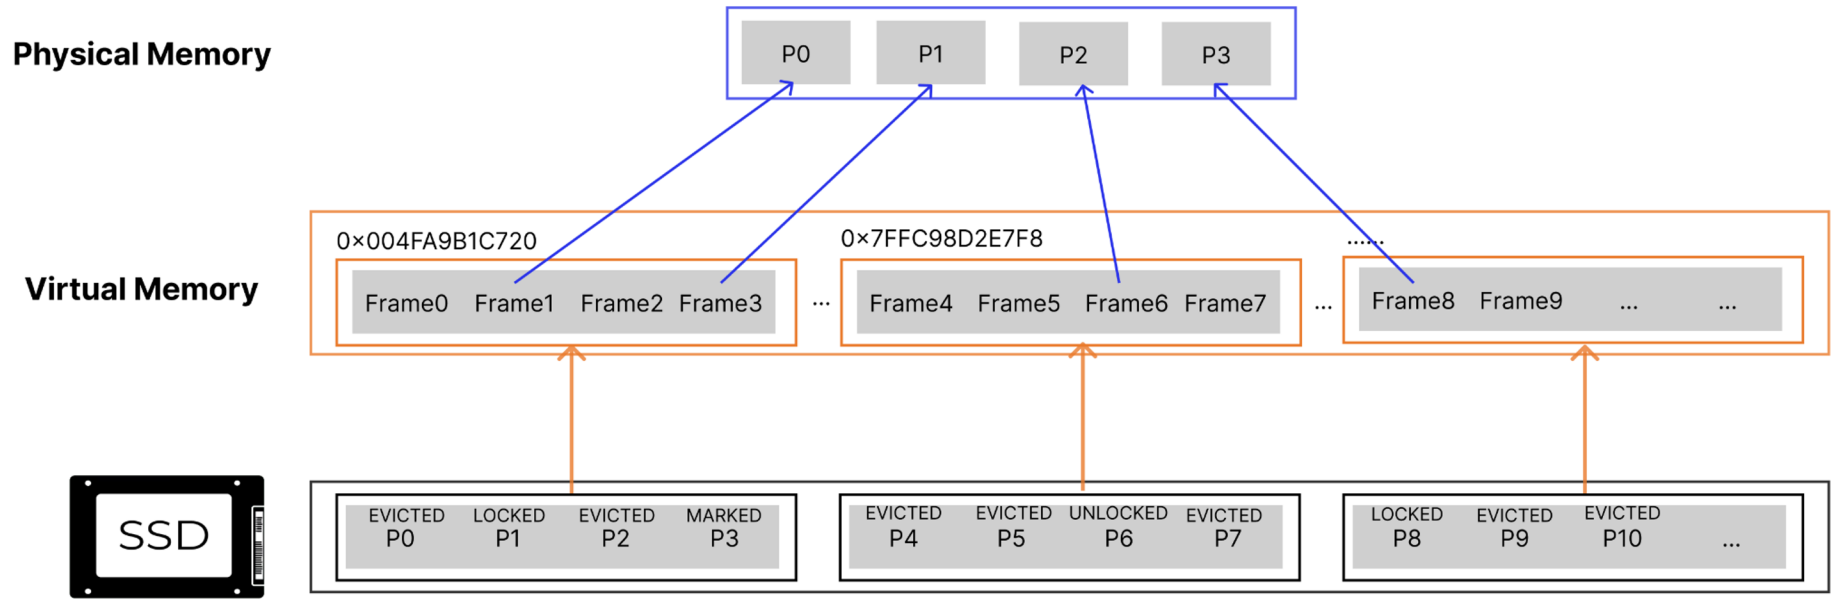 Physical Memory
P0 P1 P2 P3
Virtual Memory
0×004FA9B1C720 0×7FFC98D2E7F8 ......
Frame0 Frame1 Frame2 Frame3 ... Frame4 Frame5 Frame6 Frame7 ... Frame8 Frame9 ... ...
SSD
EVICTED LOCKED EVICTED MARKED EVICTED EVICTED UNLOCKED EVICTED LOCKED EVICTED EVICTED
P0 P1 P2 P3 P4 P5 P6 P7 P8 P9 P10 ...